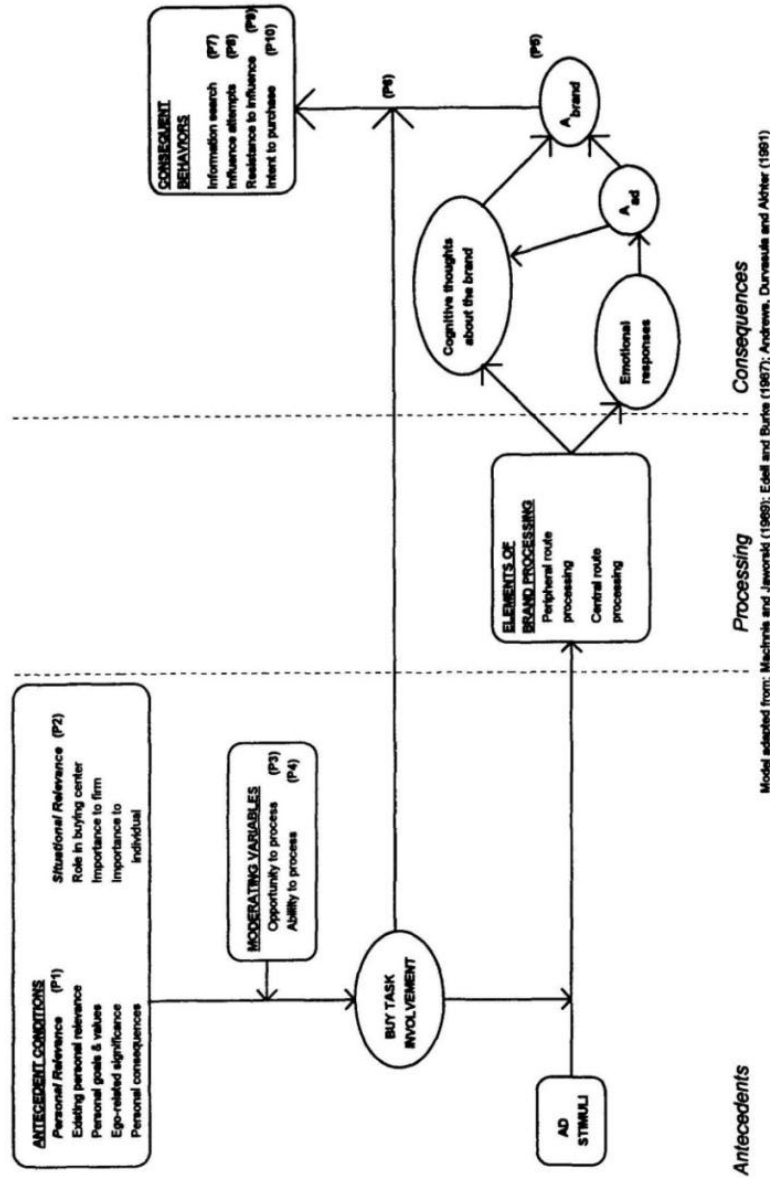 ANTECEDENT CONDITIONS
Personal Relevance (P1)
Existing personal relevance
Personal goals & values
Ego-related significance
Personal consequences
Situational Relevance (P2)
Role in buying center
Importance to firm
Importance to
individual
MODERATING VARIABLES
Opportunity to process (P3)
Ability to process (P4)
BUY TASK
INVOLVEMENT
AD
STIMULI
ELEMENTS OF
BRAND PROCESSING
Peripheral route
processing
Central route
processing
CONSEQUENT
BEHAVIORS
Information search (P7)
Influence attempts (P8)
Resistance to influence (P9)
Intent to purchase (P10)
(P6)
Cognitive thoughts
about the brand
Emotional
responses
A ad
A brand
(P5)
Antecedents
Processing
Consequences
Model adapted from: MacInnis and Jaworski (1989); Edell and Burke (1987); Andrews, Durvasula and Akhter (1991)